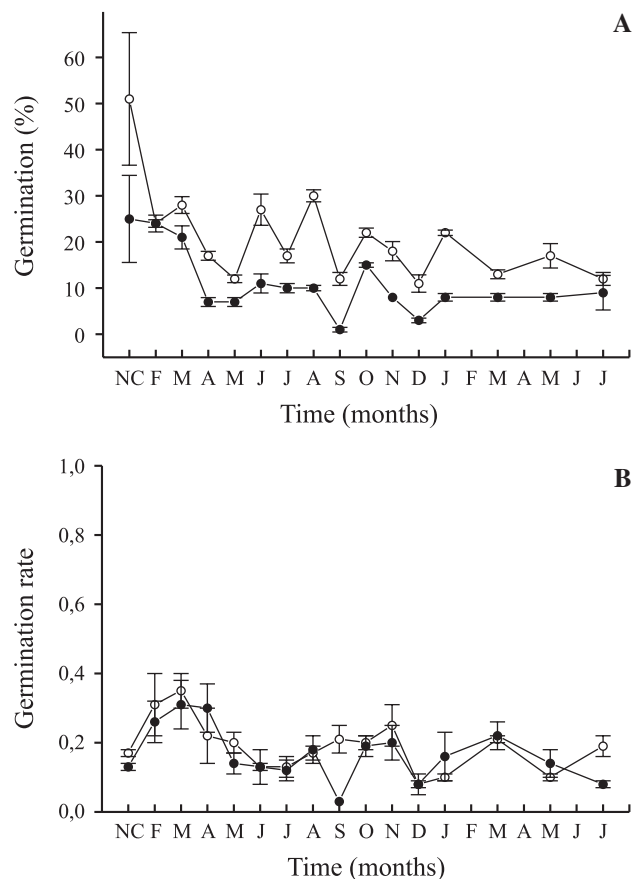 A
Germination (%)
60
50
40
30
20
10
0
NC F M A M J J A S O N D J F M A M J J
Time (months)
B
Germination rate
1,0
0,8
0,6
0,4
0,2
0,0
NC F M A M J J A S O N D J F M A M J J
Time (months)